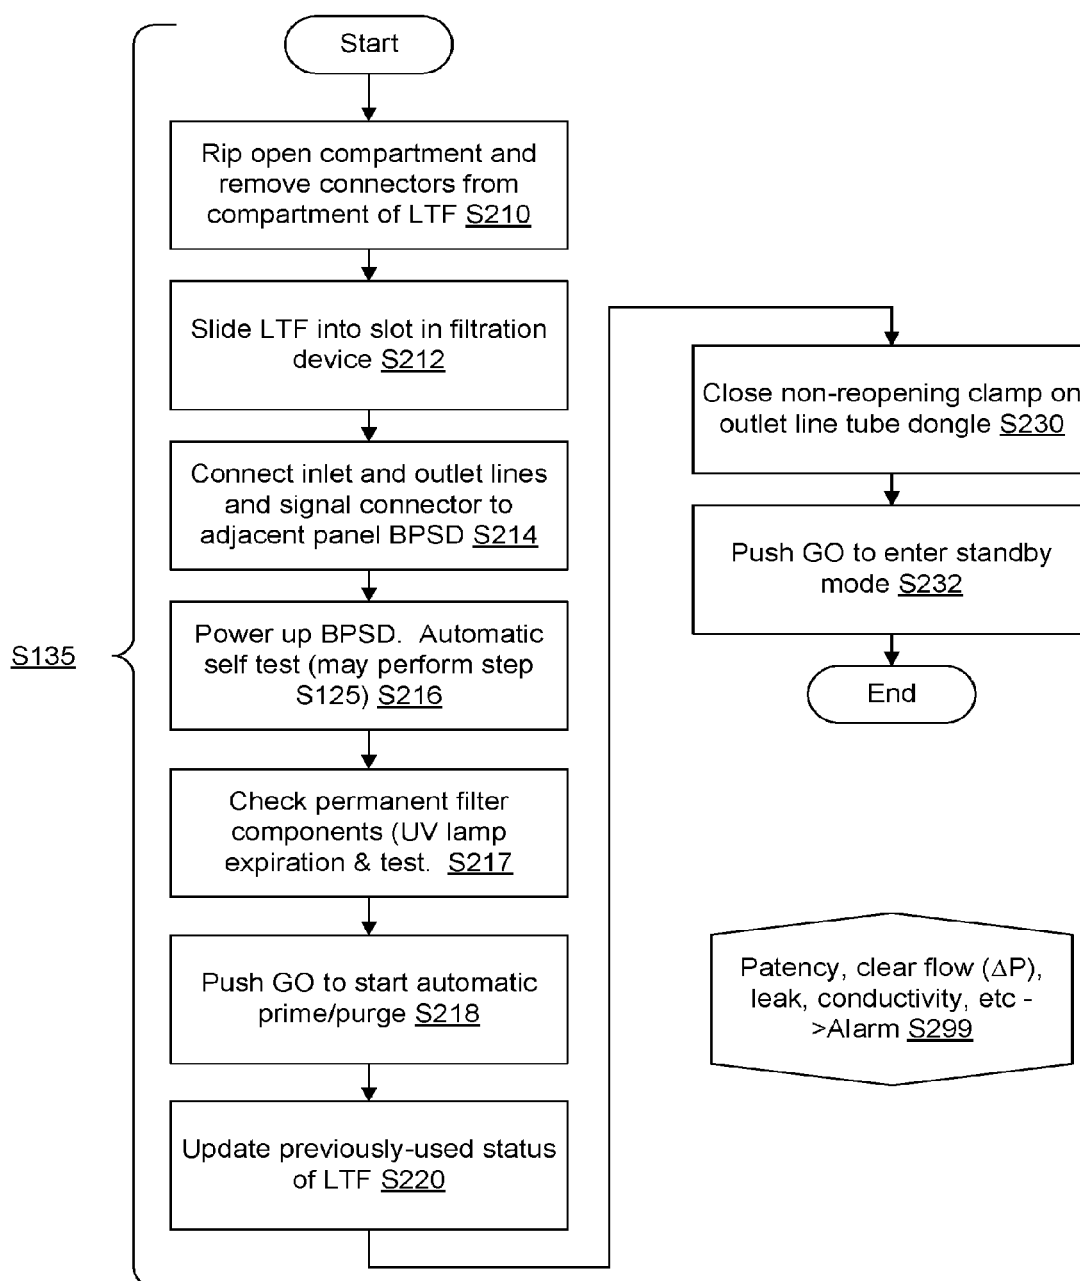 Start
Rip open compartment and
remove connectors from
compartment of LTF S210
Slide LTF into slot in filtration
device S212
Connect inlet and outlet lines
and signal connector to
adjacent panel BPSD S214
Power up BPSD. Automatic
self test (may perform step
S125) S216
S135
Check permanent filter
components (UV lamp
expiration & test. S217
Push GO to start automatic
prime/purge S218
Update previously-used status
of LTF S220
Close non-reopening clamp on
outlet line tube dongle S230
Push GO to enter standby
mode S232
End
Patency, clear flow (ΔP),
leak, conductivity, etc -
>Alarm S299